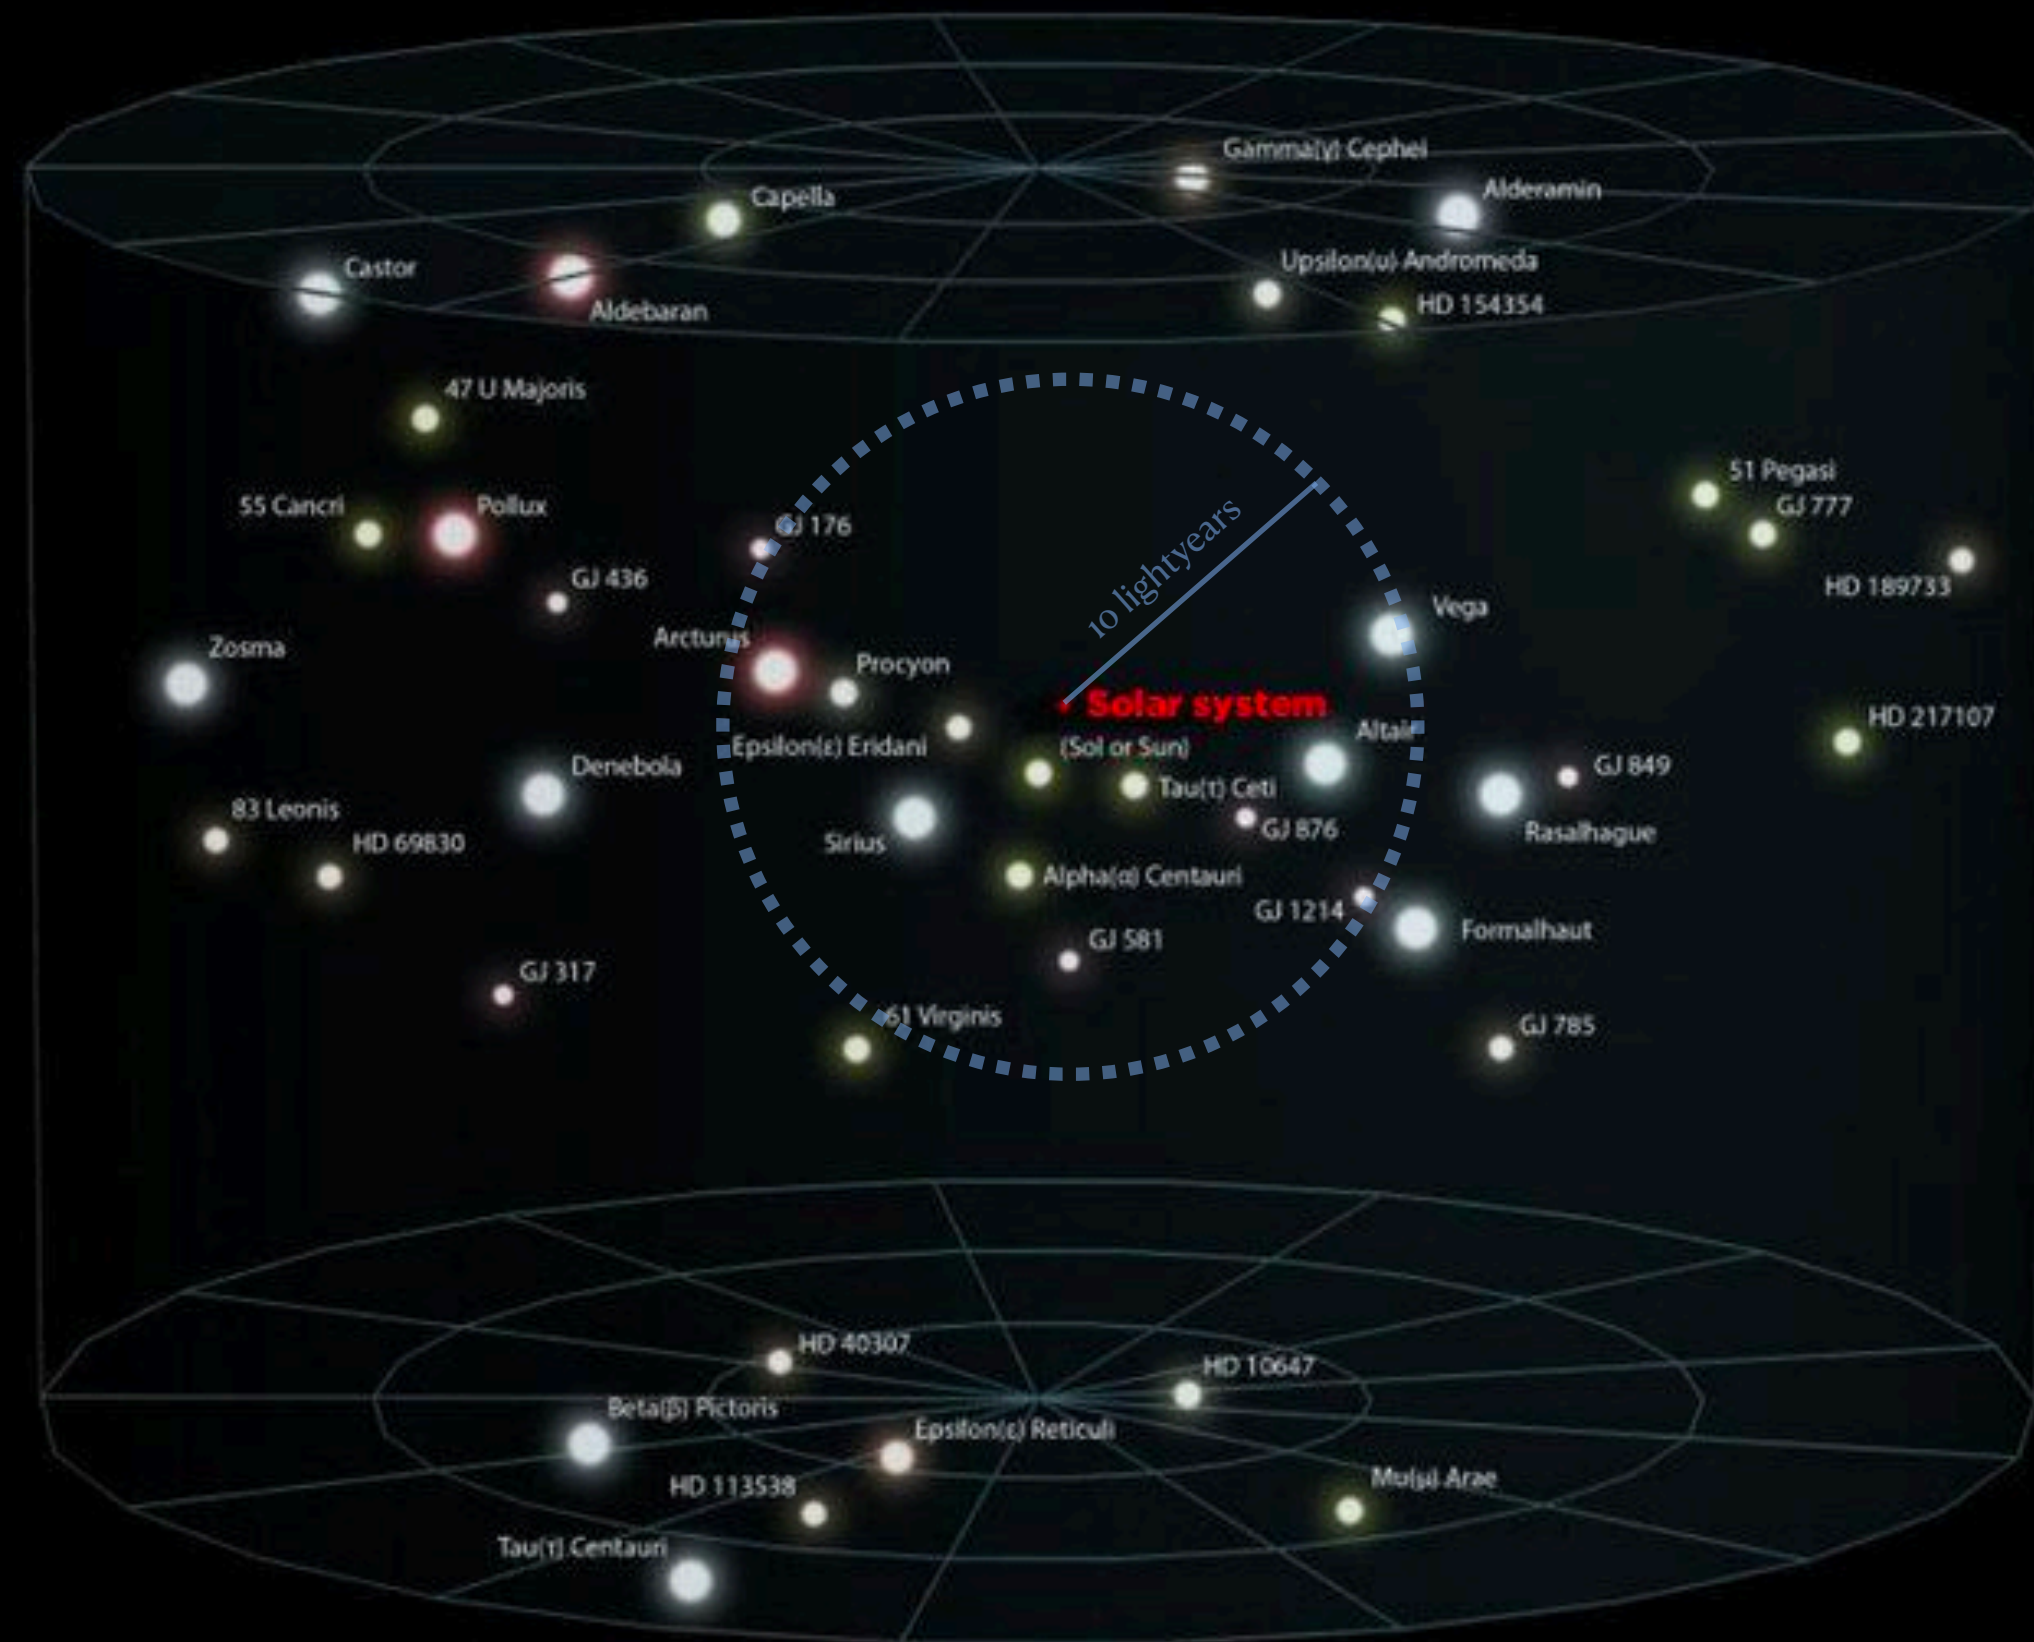 Gamma(γ) Cephei
Alderamin
Capella
Castor
Upsilon(υ) Andromeda
Aldebaran
HD 154354
47 U Majoris
51 Pegasi
55 Cancri
Pollux
GJ 777
GJ 176
10 lightyears
GJ 436
HD 189733
Vega
Arcturus
Zosma
Procyon
Solar system
HD 217107
Altair
Epsilon(ε) Eridani
(Sol or Sun)
Denebola
GJ 849
Tau(τ) Ceti
83 Leonis
GJ 876
Rasalhague
HD 69830
Sirius
Alpha(α) Centauri
GJ 1214
Formalhaut
GJ 581
GJ 317
61 Virginis
GJ 785
HD 40307
HD 10647
Beta(β) Pictoris
Epsilon(ε) Reticuli
Mu(μ) Arae
HD 113538
Tau(τ) Centauri